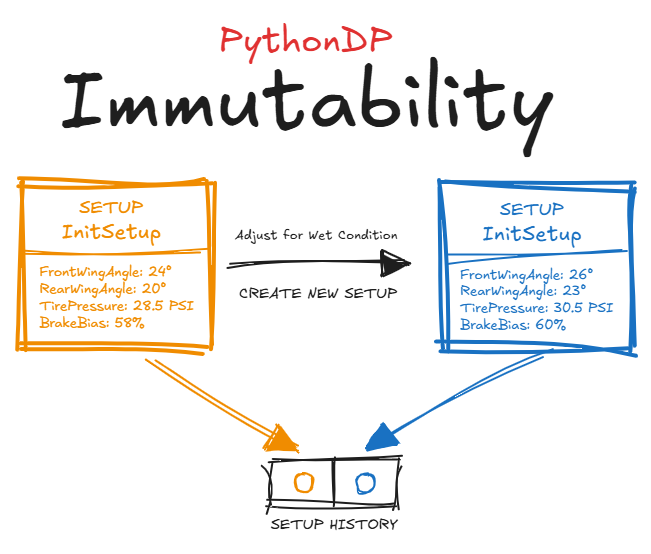 PythonDP
Immutability
SETUP
InitSetup
FrontWingAngle: 24°
RearWingAngle: 20°
TirePressure: 28.5 PSI
BrakeBias: 58%
Adjust for Wet Condition
CREATE NEW SETUP
SETUP
InitSetup
FrontWingAngle: 26°
RearWingAngle: 23°
TirePressure: 30.5 PSI
BrakeBias: 60%
SETUP HISTORY